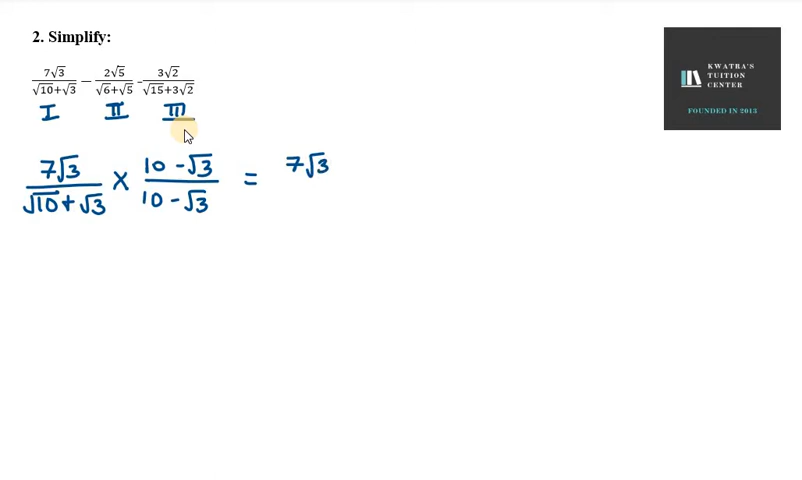 2. Simplify:
7√3/(√10+√3) − 2√5/(√6+√5) - 3√2/(√15+3√2)
I II III
7√3/(√10+√3) × (10-√3)/(10-√3) = 7√3
KWATRA'S
TUITION
CENTER
FOUNDED IN 2015